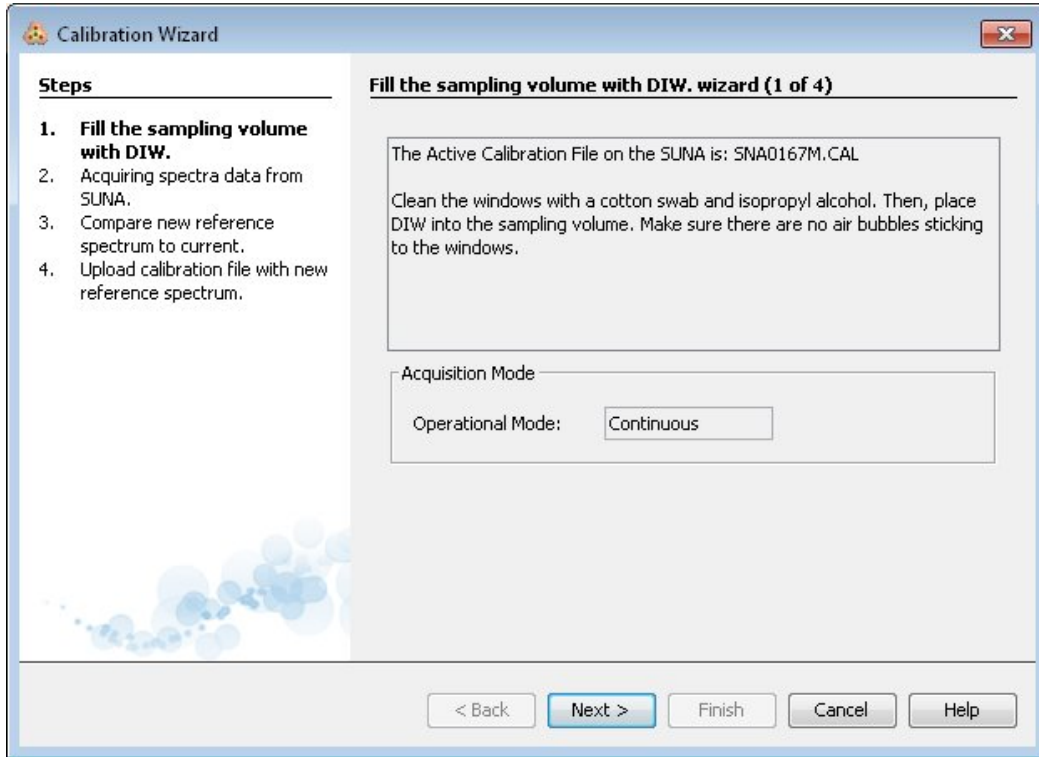 Calibration Wizard
Steps
1. Fill the sampling volume
with DIW.
2. Acquiring spectra data from
SUNA.
3. Compare new reference
spectrum to current.
4. Upload calibration file with new
reference spectrum.
Fill the sampling volume with DIW. wizard (1 of 4)
The Active Calibration File on the SUNA is: SNA0167M.CAL
Clean the windows with a cotton swab and isopropyl alcohol. Then, place
DIW into the sampling volume. Make sure there are no air bubbles sticking
to the windows.
Acquisition Mode
Operational Mode: Continuous
< Back Next > Finish Cancel Help